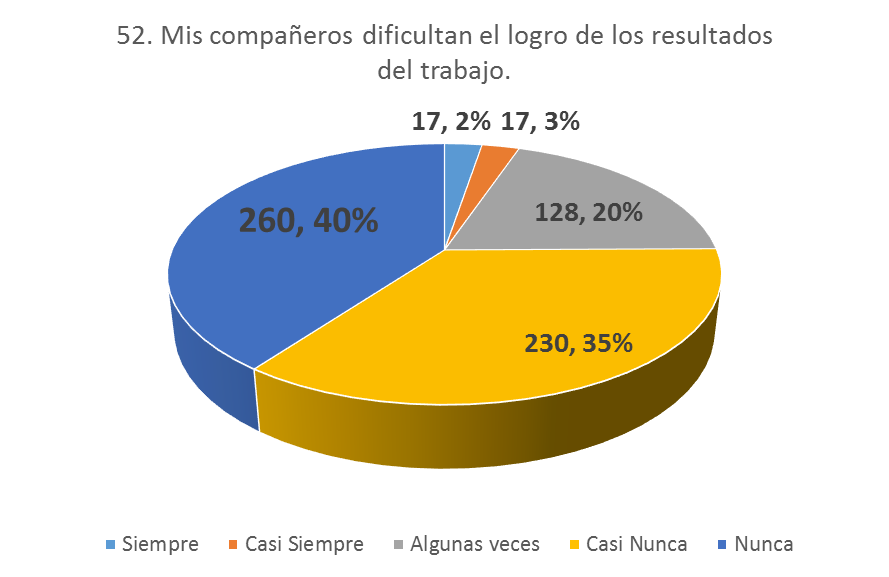 52. Mis compañeros dificultan el logro de los resultados
del trabajo.
17, 2% 17, 3%
260, 40%
128, 20%
230, 35%
Siempre Casi Siempre Algunas veces Casi Nunca Nunca